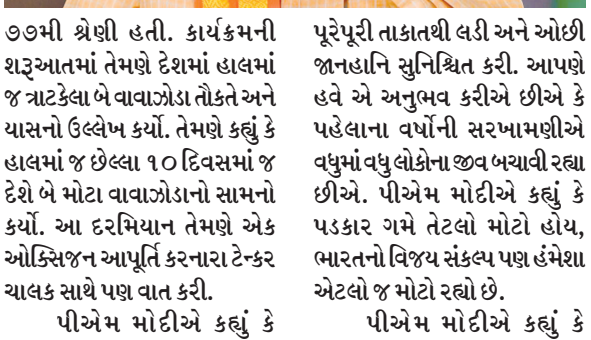 ૭૭મી શ્રેણી હતી. કાર્યક્રમની
શરૂઆતમાં તેમણે દેશમાં હાલમાં
જ ત્રાટકેલા બે વાવાઝોડા તૌકતે અને
યાસનો ઉલ્લેખ કર્યો. તેમણે કહ્યું કે
હાલમાં જ છેલ્લા ૧૦ દિવસમાં જ
દેશે બે મોટા વાવાઝોડાનો સામનો
કર્યો. આ દરમિયાન તેમણે એક
ઓક્સિજન આપૂર્તિ કરનારા ટેન્કર
ચાલક સાથે પણ વાત કરી.
પીએમ મોદીએ કહ્યું કે
પૂરેપૂરી તાકાતથી લડી અને ઓછી
જાનહાનિ સુનિશ્ચિત કરી. આપણે
હવે એ અનુભવ કરીએ છીએ કે
પહેલાના વર્ષોની સરખામણીએ
વધુમાં વધુ લોકોના જીવ બચાવી રહ્યા
છીએ. પીએમ મોદીએ કહ્યું કે
પડકાર ગમે તેટલો મોટો હોય,
ભારતનો વિજય સંકલ્પ પણ હંમેશા
એટલો જ મોટો રહ્યો છે.
પીએમ મોદીએ કહ્યું કે